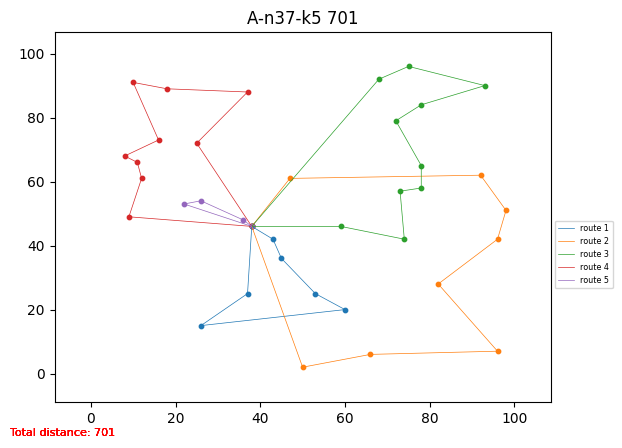 A-n37-k5 701
100
80
60
40
20
0
route 1
route 2
route 3
route 4
route 5
0 20 40 60 80 100
Total distance: 701